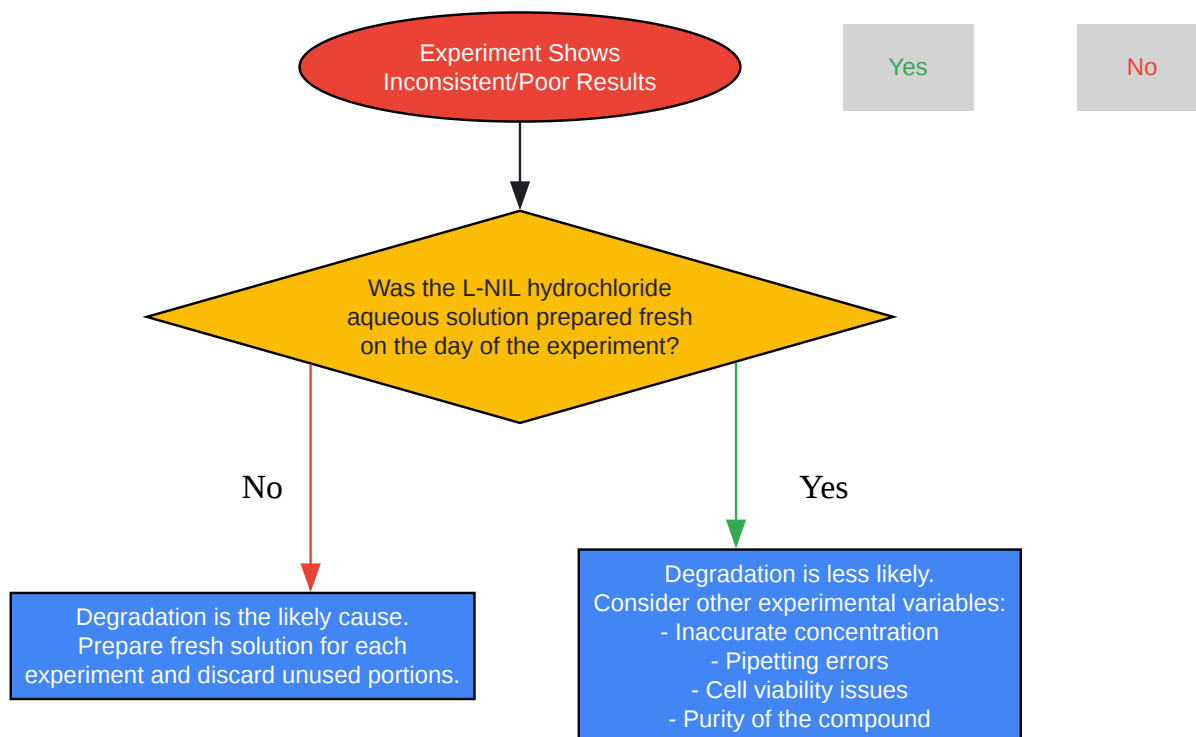 Experiment Shows
Inconsistent/Poor Results
Yes
No
Was the L-NIL hydrochloride
aqueous solution prepared fresh
on the day of the experiment?
No
Yes
Degradation is the likely cause.
Prepare fresh solution for each
experiment and discard unused portions.
Degradation is less likely.
Consider other experimental variables:
- Inaccurate concentration
- Pipetting errors
- Cell viability issues
- Purity of the compound